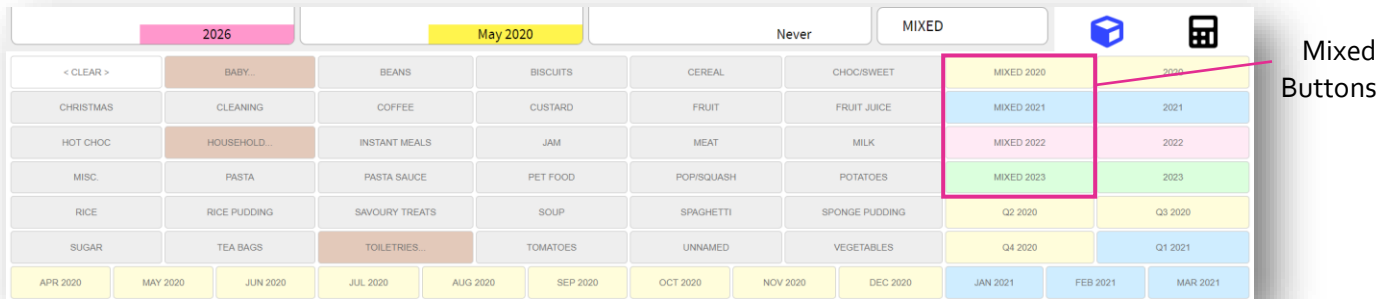 2026 May 2020 Never MIXED
< CLEAR > BABY... BEANS BISCUITS CEREAL CHOC/SWEET MIXED 2020 2020
CHRISTMAS CLEANING COFFEE CUSTARD FRUIT FRUIT JUICE MIXED 2021 2021
HOT CHOC HOUSEHOLD... INSTANT MEALS JAM MEAT MILK MIXED 2022 2022
MISC. PASTA PASTA SAUCE PET FOOD POP/SQUASH POTATOES MIXED 2023 2023
RICE RICE PUDDING SAVOURY TREATS SOUP SPAGHETTI SPONGE PUDDING Q2 2020 Q3 2020
SUGAR TEA BAGS TOILETRIES... TOMATOES UNNAMED VEGETABLES Q4 2020 Q1 2021
APR 2020 MAY 2020 JUN 2020 JUL 2020 AUG 2020 SEP 2020 OCT 2020 NOV 2020 DEC 2020 JAN 2021 FEB 2021 MAR 2021
Mixed
Buttons